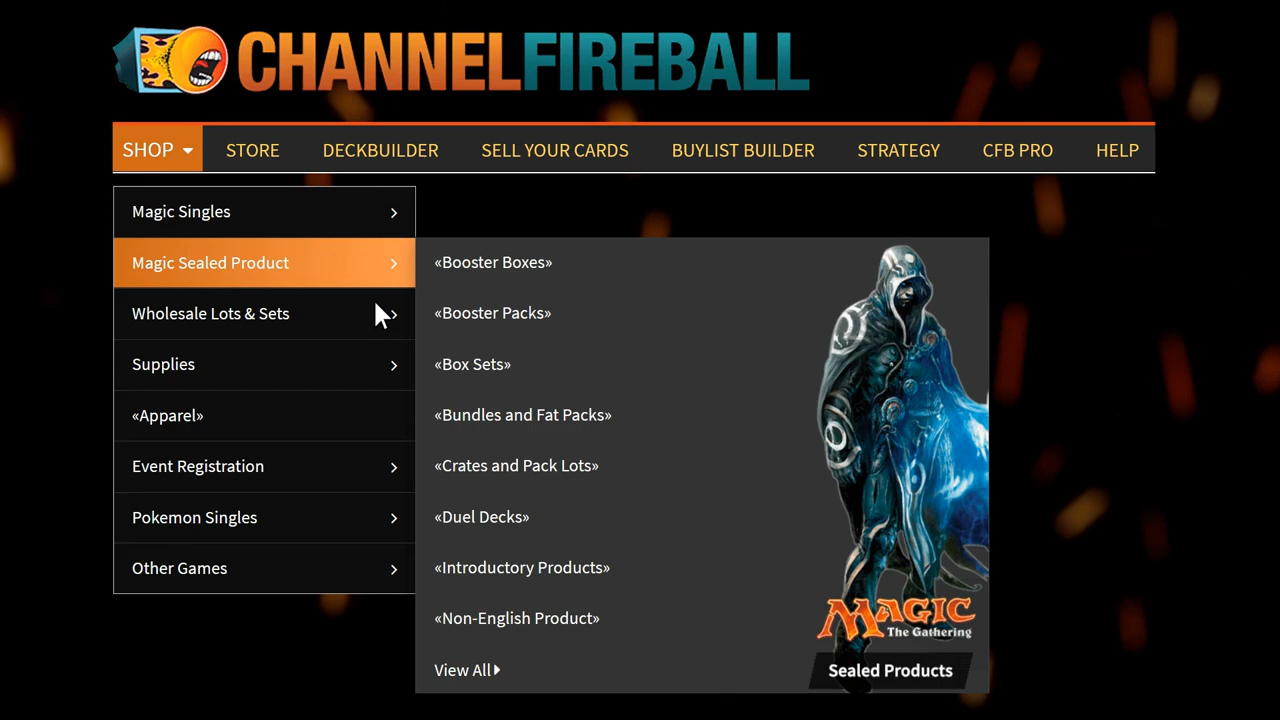 CHANNELFIREBALL
SHOP
STORE
DECKBUILDER
SELL YOUR CARDS
BUYLIST BUILDER
STRATEGY
CFB PRO
HELP
Magic Singles
Magic Sealed Product
Wholesale Lots & Sets
Supplies
«Apparel»
Event Registration
Pokemon Singles
Other Games
«Booster Boxes»
«Booster Packs»
«Box Sets»
«Bundles and Fat Packs»
«Crates and Pack Lots»
«Duel Decks»
«Introductory Products»
«Non-English Product»
View All
MAGIC
The Gathering
Sealed Products